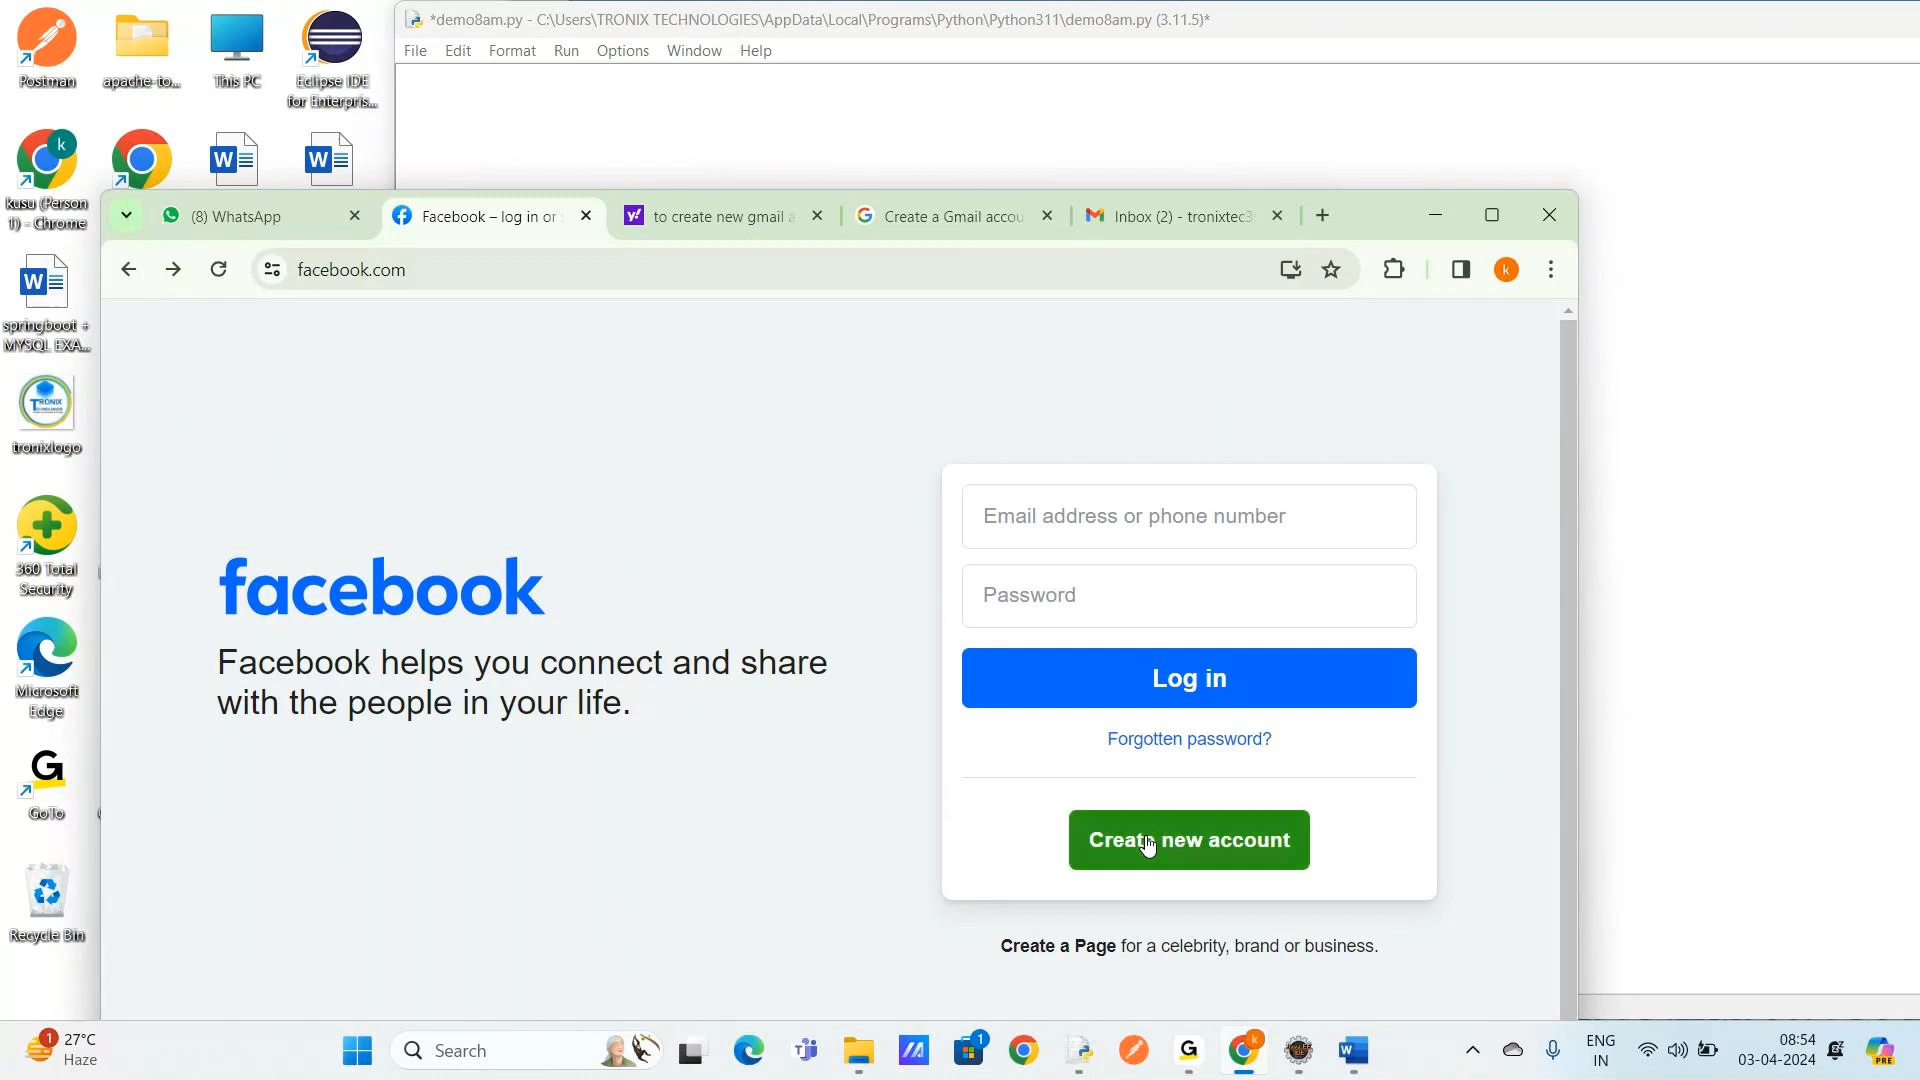 *demo8am.py - C:\Users\TRONIX TECHNOLOGIES\AppData\Local\Programs\Python\Python311\demo8am.py (3.11.5)*
File Edit Format Run Options Window Help
Postman
apache-to...
This PC
Eclipse IDE
for Enterpris...
k
kusu (Person
1) - Chrome
W
W
W
springboot +
MYSQL EXA...
TRONIX
tronixlogo
360 Total
Security
Microsoft
Edge
G
GoTo
Recycle Bin
(8) WhatsApp
Facebook – log in or s
y!
to create new gmail a
G
Create a Gmail accou
Inbox (2) - tronixtec3
facebook.com
k
facebook
Facebook helps you connect and share
with the people in your life.
Email address or phone number
Password
Log in
Forgotten password?
Create new account
Create a Page for a celebrity, brand or business.
1
27°C
Haze
Search
1
G
k
W
ENG
IN
08:54
03-04-2024
PRE